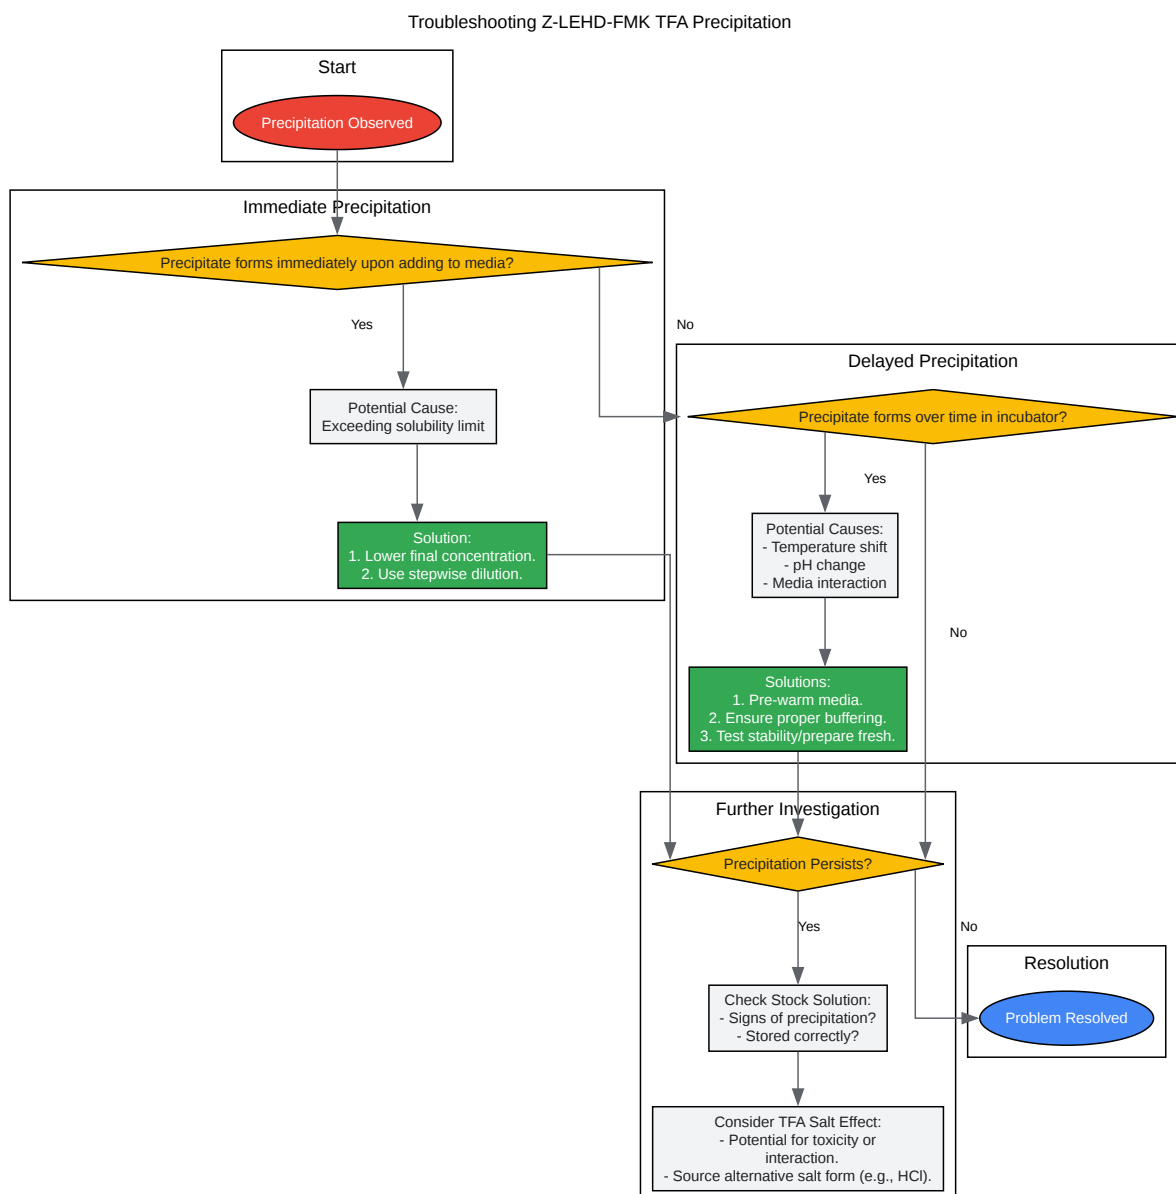 Troubleshooting Z-LEHD-FMK TFA Precipitation
Start
Precipitation Observed
Immediate Precipitation
Precipitate forms immediately upon adding to media?
Yes
No
Potential Cause:
Exceeding solubility limit
Solution:
1. Lower final concentration.
2. Use stepwise dilution.
Delayed Precipitation
Precipitate forms over time in incubator?
Yes
No
Potential Causes:
- Temperature shift
- pH change
- Media interaction
Solutions:
1. Pre-warm media.
2. Ensure proper buffering.
3. Test stability/prepare fresh.
Further Investigation
Precipitation Persists?
Yes
No
Check Stock Solution:
- Signs of precipitation?
- Stored correctly?
Consider TFA Salt Effect:
- Potential for toxicity or
interaction.
- Source alternative salt form (e.g., HCl).
Resolution
Problem Resolved